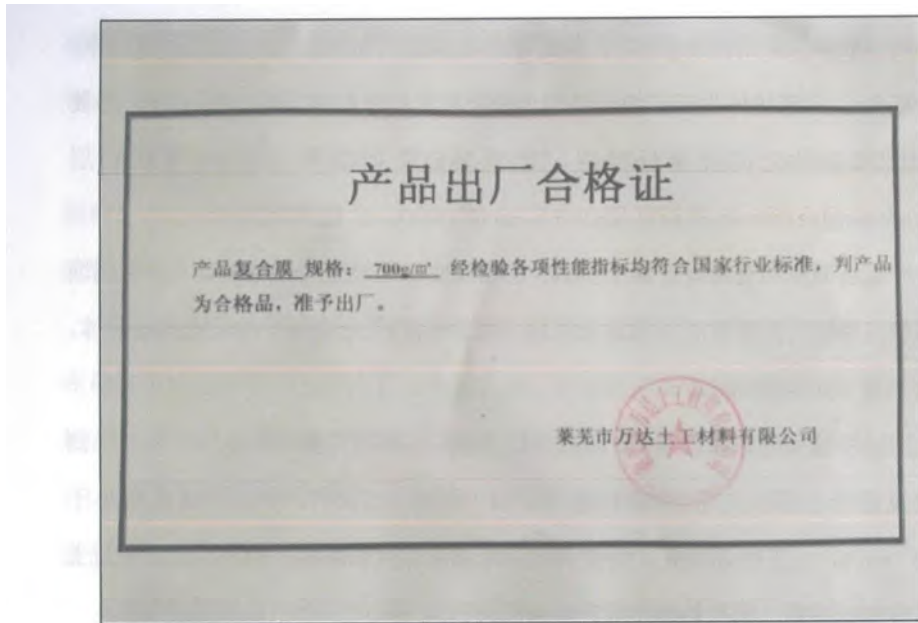 产品出厂合格证
产品复合膜 规格： 700g/㎡ 经检验各项性能指标均符合国家行业标准，判产品
为合格品，准予出厂。
莱芜市万达土工材料有限公司